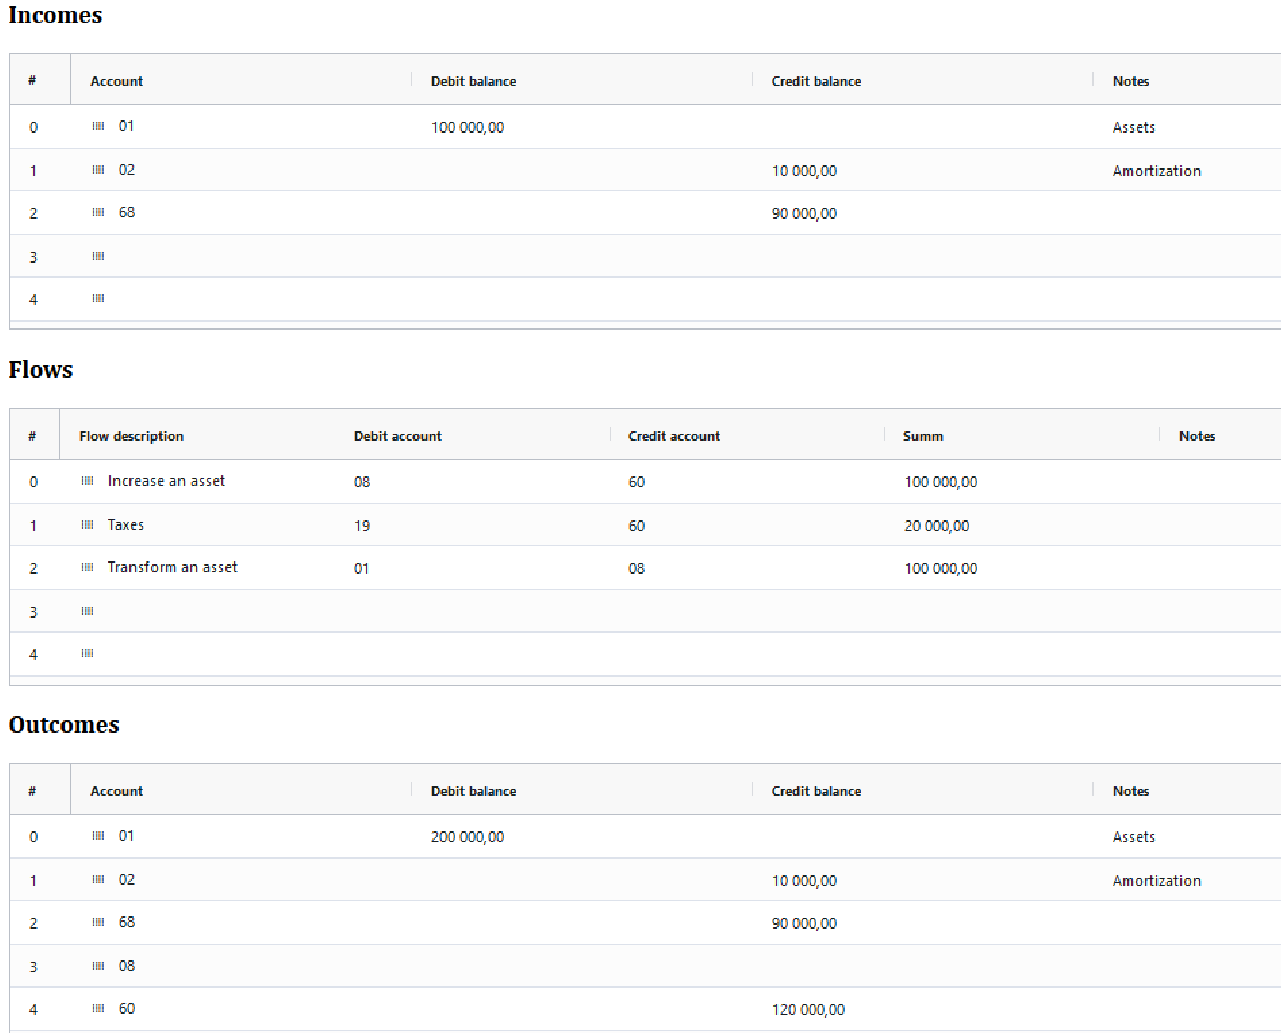 Incomes
# Account Debit balance Credit balance Notes
0 01 100 000,00 Assets
1 02 10 000,00 Amortization
2 68 90 000,00
3
4
Flows
# Flow description Debit account Credit account Summ Notes
0 Increase an asset 08 60 100 000,00
1 Taxes 19 60 20 000,00
2 Transform an asset 01 08 100 000,00
3
4
Outcomes
# Account Debit balance Credit balance Notes
0 01 200 000,00 Assets
1 02 10 000,00 Amortization
2 68 90 000,00
3 08
4 60 120 000,00